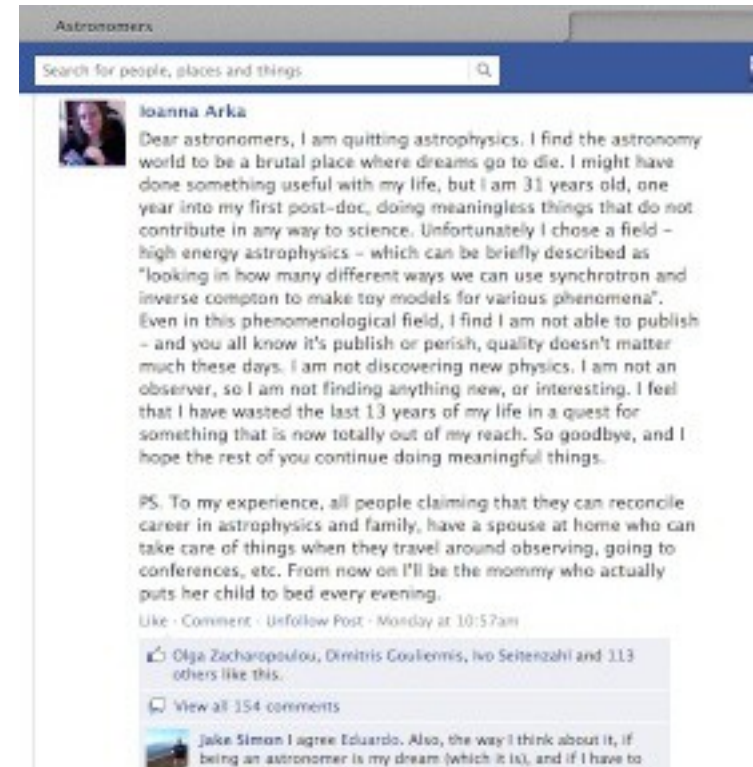 Astronomers
Search for people, places and things
Ioanna Arka
Dear astronomers, I am quitting astrophysics. I find the astronomy
world to be a brutal place where dreams go to die. I might have
done something useful with my life, but I am 31 years old, one
year into my first post-doc, doing meaningless things that do not
contribute in any way to science. Unfortunately I chose a field –
high energy astrophysics – which can be briefly described as
"looking in how many different ways we can use synchrotron and
inverse compton to make toy models for various phenomena".
Even in this phenomenological field, I find I am not able to publish
– and you all know it's publish or perish, quality doesn't matter
much these days. I am not discovering new physics. I am not an
observer, so I am not finding anything new, or interesting. I feel
that I have wasted the last 13 years of my life in a quest for
something that is now totally out of my reach. So goodbye, and I
hope the rest of you continue doing meaningful things.
PS. To my experience, all people claiming that they can reconcile
career in astrophysics and family, have a spouse at home who can
take care of things when they travel around observing, going to
conferences, etc. From now on I'll be the mommy who actually
puts her child to bed every evening.
Like · Comment · Unfollow Post · Monday at 10:57am
Olga Zacharopoulou, Dimitris Gouliermis, Ivo Seitenzahl and 113
others like this.
View all 154 comments
Jake Simon I agree Eduardo. Also, the way I think about it, if
being an astronomer is my dream (which it is), and if I have to